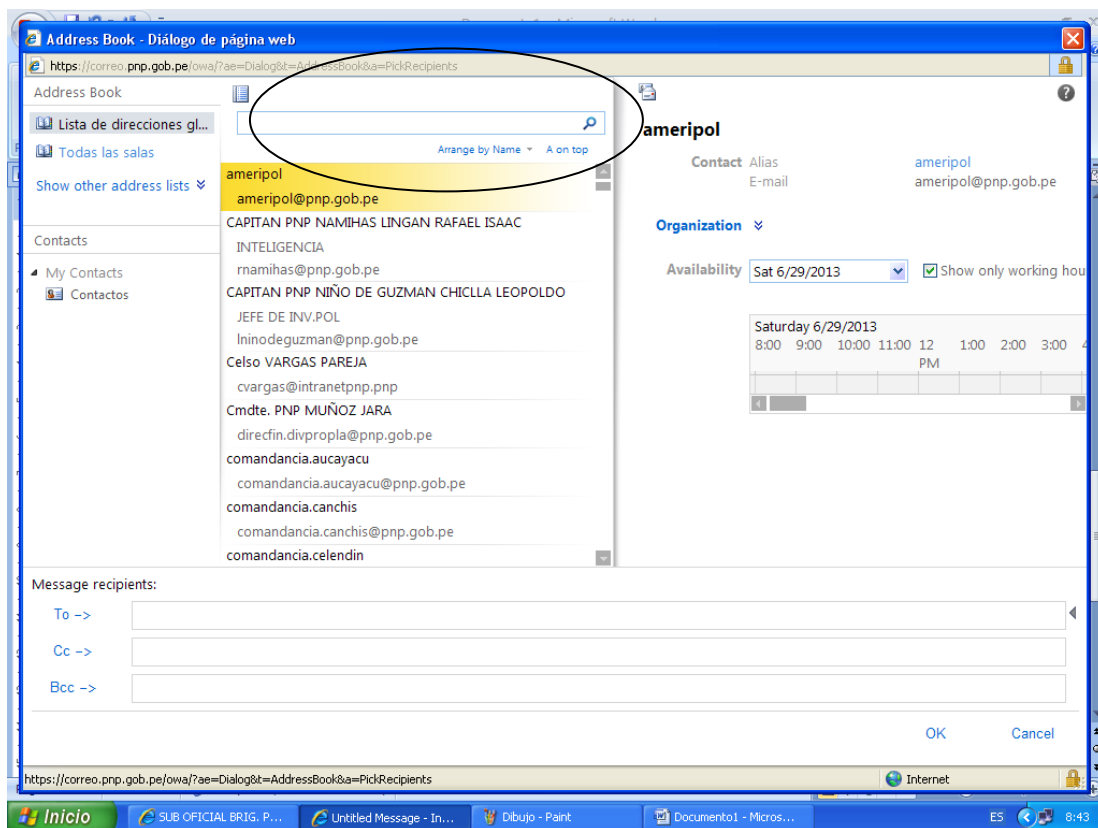 Address Book - Diálogo de página web
https://correo.pnp.gob.pe/owa/?ae=Dialog&t=AddressBook&a=PickRecipients
Address Book
Lista de direcciones gl...
Todas las salas
Show other address lists
Contacts
My Contacts
Contactos
Arrange by Name A on top
ameripol
ameripol@pnp.gob.pe
CAPITAN PNP NAMIHAS LINGAN RAFAEL ISAAC
INTELIGENCIA
rnamihas@pnp.gob.pe
CAPITAN PNP NIÑO DE GUZMAN CHICLLA LEOPOLDO
JEFE DE INV.POL
lninodeguzman@pnp.gob.pe
Celso VARGAS PAREJA
cvargas@intranetpnp.pnp
Cmdte. PNP MUÑOZ JARA
direcfin.divpropla@pnp.gob.pe
comandancia.aucayacu
comandancia.aucayacu@pnp.gob.pe
comandancia.canchis
comandancia.canchis@pnp.gob.pe
comandancia.celendin
ameripol
Contact Alias ameripol
E-mail ameripol@pnp.gob.pe
Organization
Availability Sat 6/29/2013 Show only working hou
Saturday 6/29/2013
8:00 9:00 10:00 11:00 12 1:00 2:00 3:00
PM
Message recipients:
To ->
Cc ->
Bcc ->
OK Cancel
https://correo.pnp.gob.pe/owa/?ae=Dialog&t=AddressBook&a=PickRecipients Internet
Inicio SUB OFICIAL BRIG. P... Untitled Message - In... Dibujo - Paint Documento1 - Micros... ES 8:43